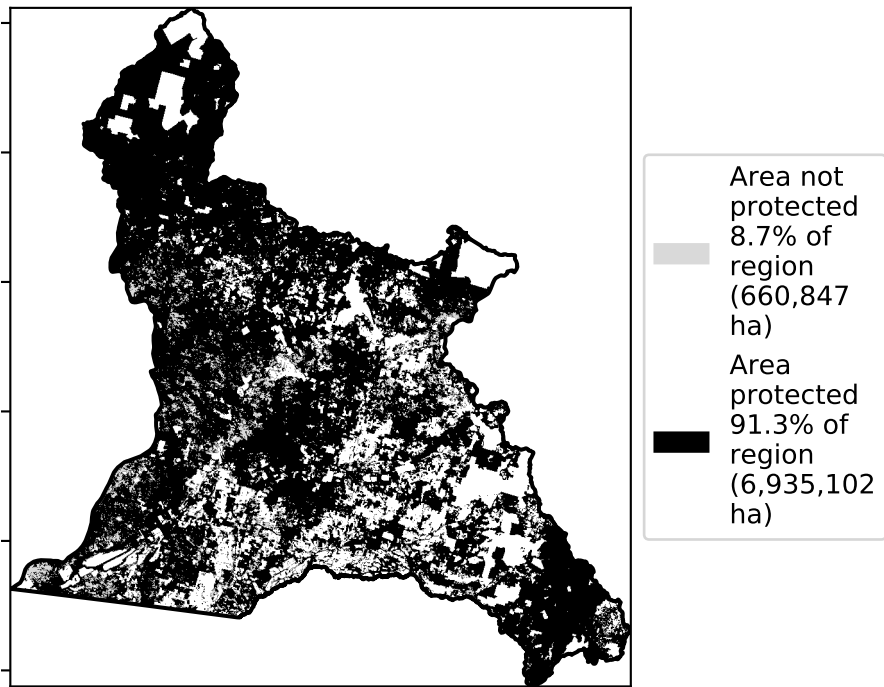 Area not
protected
8.7% of
region
(660,847
ha)
Area
protected
91.3% of
region
(6,935,102
ha)